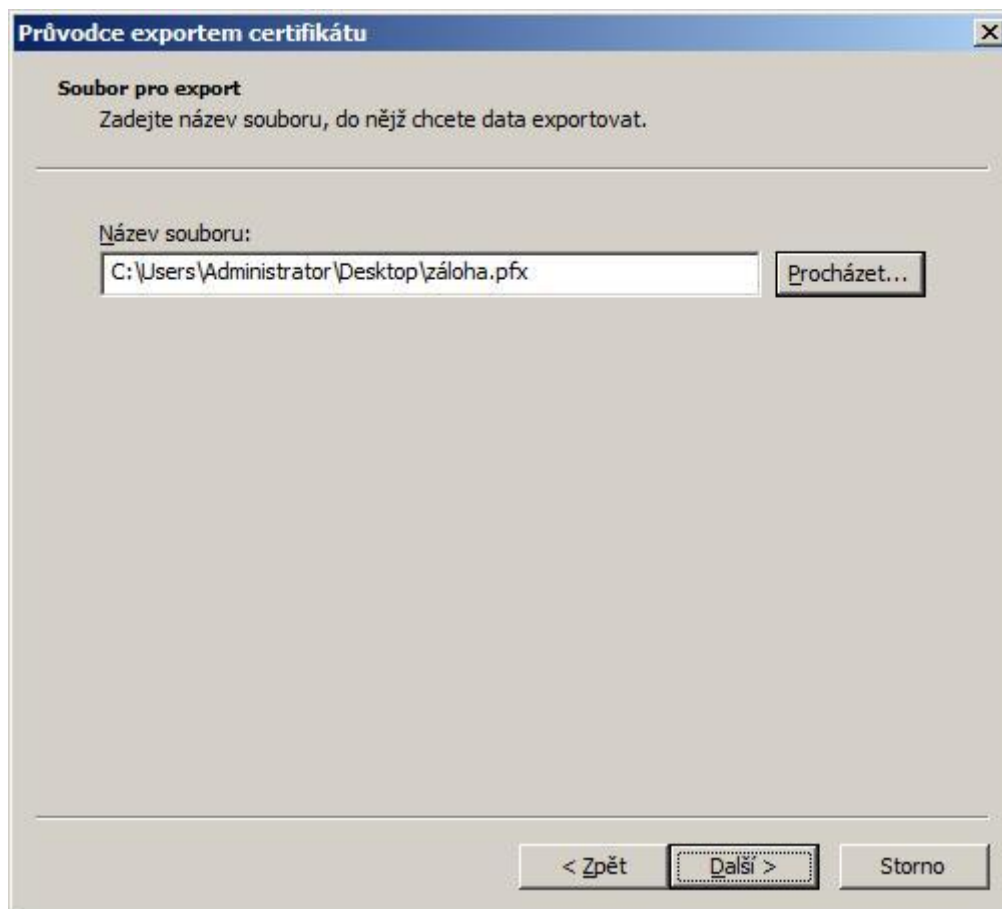 Průvodce exportem certifikátu
Soubor pro export
Zadejte název souboru, do nějž chcete data exportovat.
Název souboru:
C:\Users\Administrator\Desktop\záloha.pfx
Procházet...
< Zpět
Další >
Storno